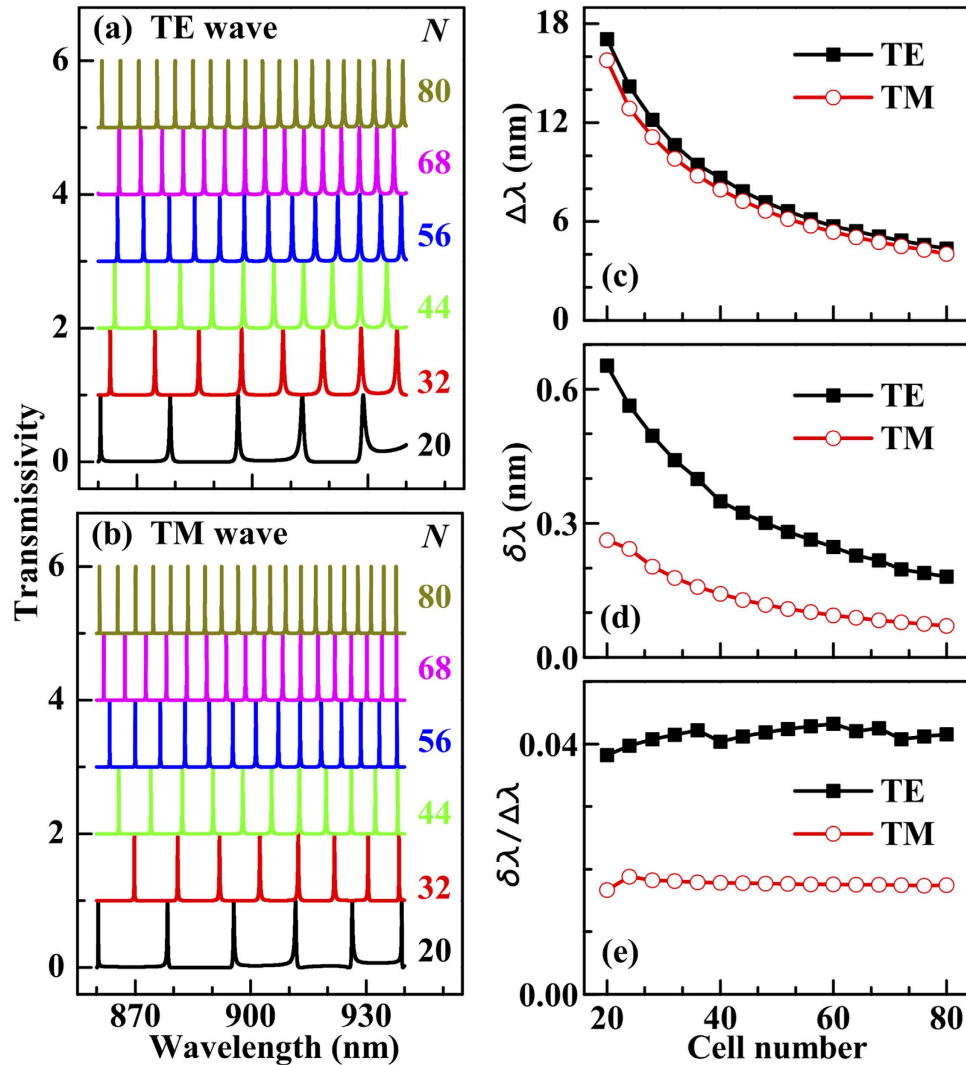 (a) TE wave N
6
80
68
4
56
44
2
32
20
0
(b) TM wave N
6
80
68
4
56
44
2
32
20
0
870 900 930
Wavelength (nm)
Transmissivity
18
TE
TM
12
6
(c)
0
Δλ (nm)
0.6
TE
TM
0.3
(d)
0.0
δλ (nm)
0.04
TE
TM
(e)
0.00
δλ/Δλ
20 40 60 80
Cell number